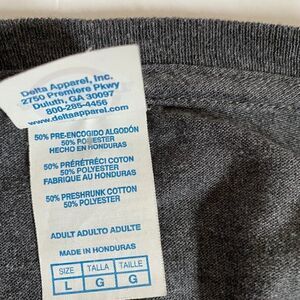 Delta Apparel, Inc.
2750 Premiere Pkwy
Duluth, GA 30097
800-285-4456
www.deltaapparel.com
50% PRE-ENCOGIDO ALGODÓN
50% POLIESTER
HECHO EN HONDURAS
50% PRÉRÉTRÉCI COTON
50% POLYESTER
FABRIQUE AU HONDURAS
50% PRESHRUNK COTTON
50% POLYESTER
ADULT ADULTO ADULTE
MADE IN HONDURAS
SIZE TALLA TAILLE
L G G